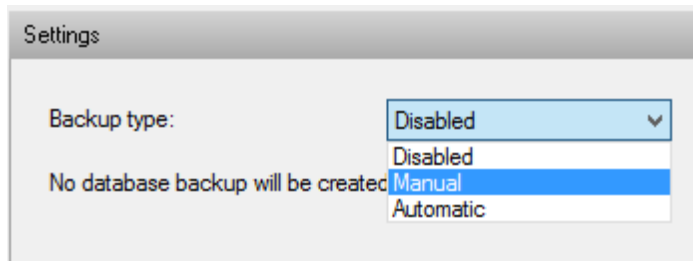 Settings
Backup type: Disabled
Disabled
No database backup will be created Manual
Automatic